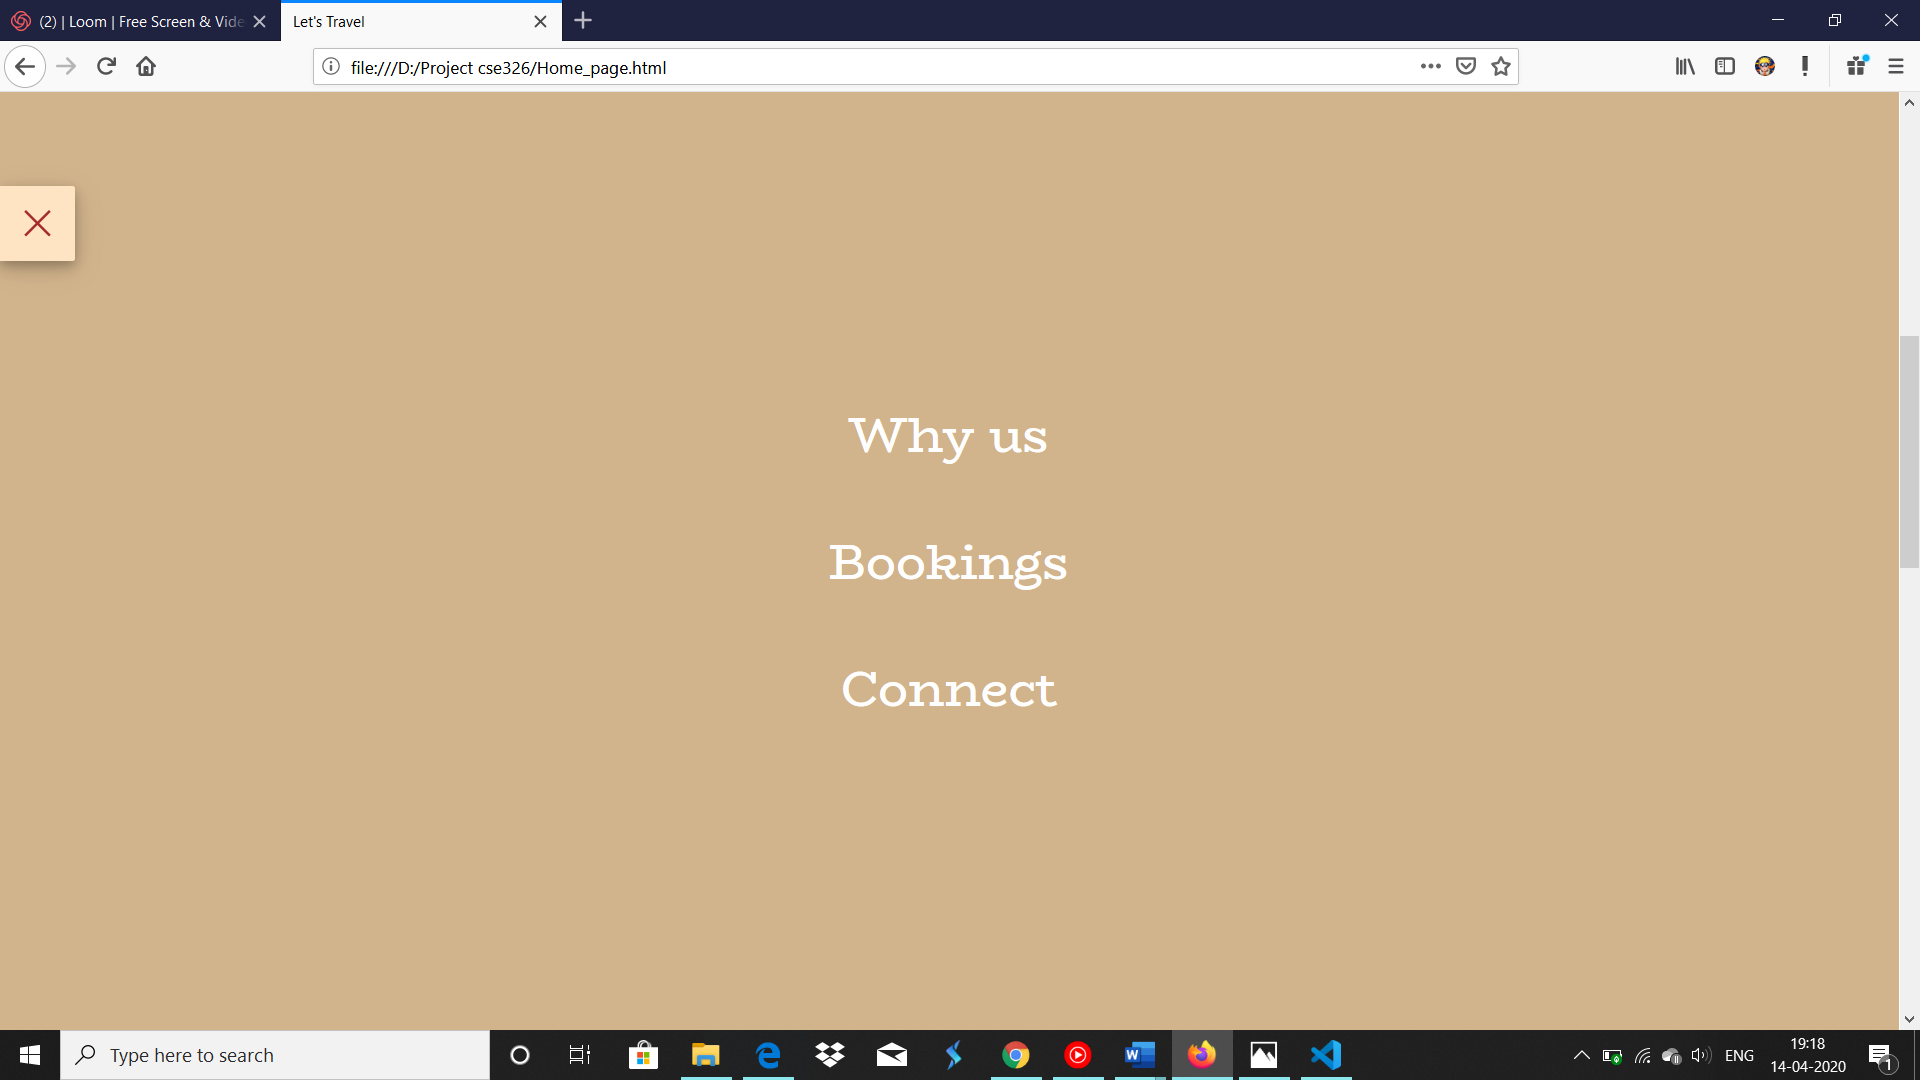 (2) | Loom | Free Screen & Vide
Let's Travel
file:///D:/Project cse326/Home_page.html
Why us
Bookings
Connect
Type here to search
W
ENG
19:18
14-04-2020
1